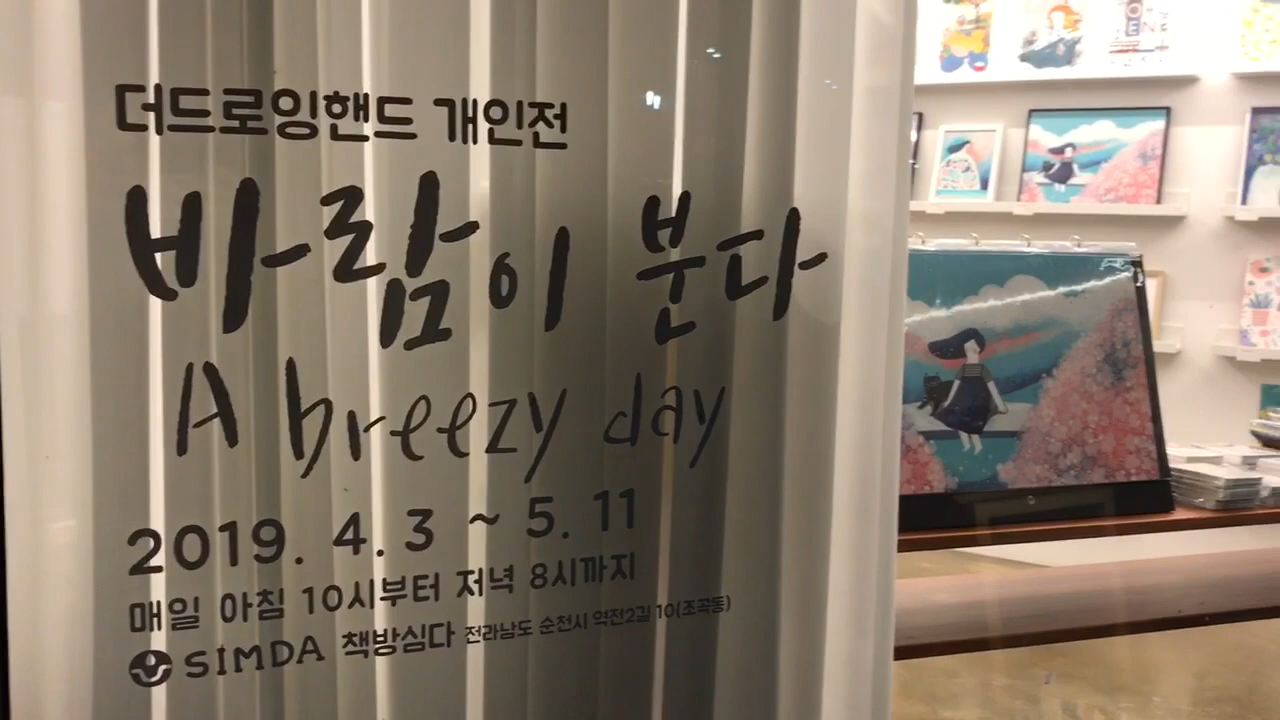 더드로잉핸드 개인전
바람이 분다
A breezy day
2019. 4. 3 ~ 5. 11
매일 아침 10시부터 저녁 8시까지
SIMDA 책방심다 전라남도 순천시 역전2길 10(조곡동)